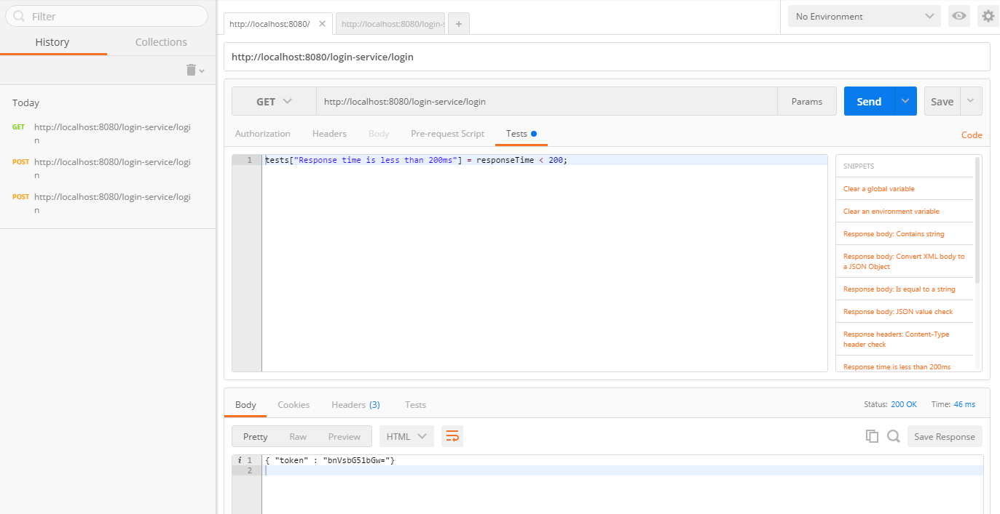 Filter
History
Collections
Today
GET
http://localhost:8080/login-service/logi
n
POST
http://localhost:8080/login-service/logi
n
POST
http://localhost:8080/login-service/logi
n
http://localhost:8080/
http://localhost:8080/login-s
+
No Environment
http://localhost:8080/login-service/login
GET
http://localhost:8080/login-service/login
Params
Send
Save
Authorization
Headers
Body
Pre-request Script
Tests
Code
1
tests["Response time is less than 200ms"] = responseTime < 200;
SNIPPETS
Clear a global variable
Clear an environment variable
Response body: Contains string
Response body: Convert XML body to
a JSON Object
Response body: Is equal to a string
Response body: JSON value check
Response headers: Content-Type
header check
Response time is less than 200ms
Body
Cookies
Headers (3)
Tests
Status: 200 OK
Time: 46 ms
Pretty
Raw
Preview
HTML
Save Response
i 1
{ "token" : "bnVsbG51bGw="}
2